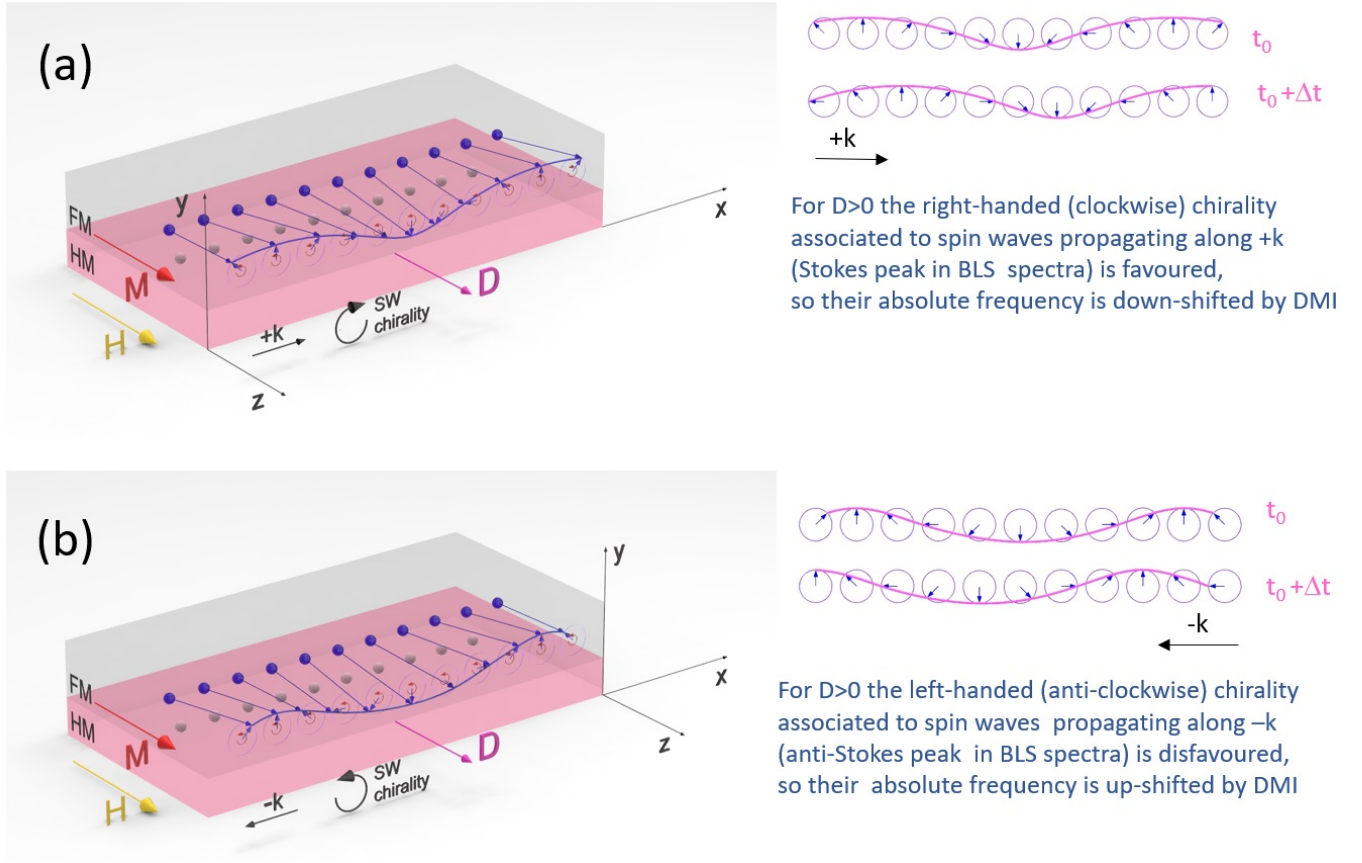 (a)
FM
HM
M
H
y
x
z
D
+k
SW
chirality
t₀
t₀+Δt
+k
For D>0 the right-handed (clockwise) chirality
associated to spin waves propagating along +k
(Stokes peak in BLS spectra) is favoured,
so their absolute frequency is down-shifted by DMI
(b)
FM
HM
M
H
y
x
z
D
-k
SW
chirality
t₀
t₀+Δt
-k
For D>0 the left-handed (anti-clockwise) chirality
associated to spin waves propagating along –k
(anti-Stokes peak in BLS spectra) is disfavoured,
so their absolute frequency is up-shifted by DMI